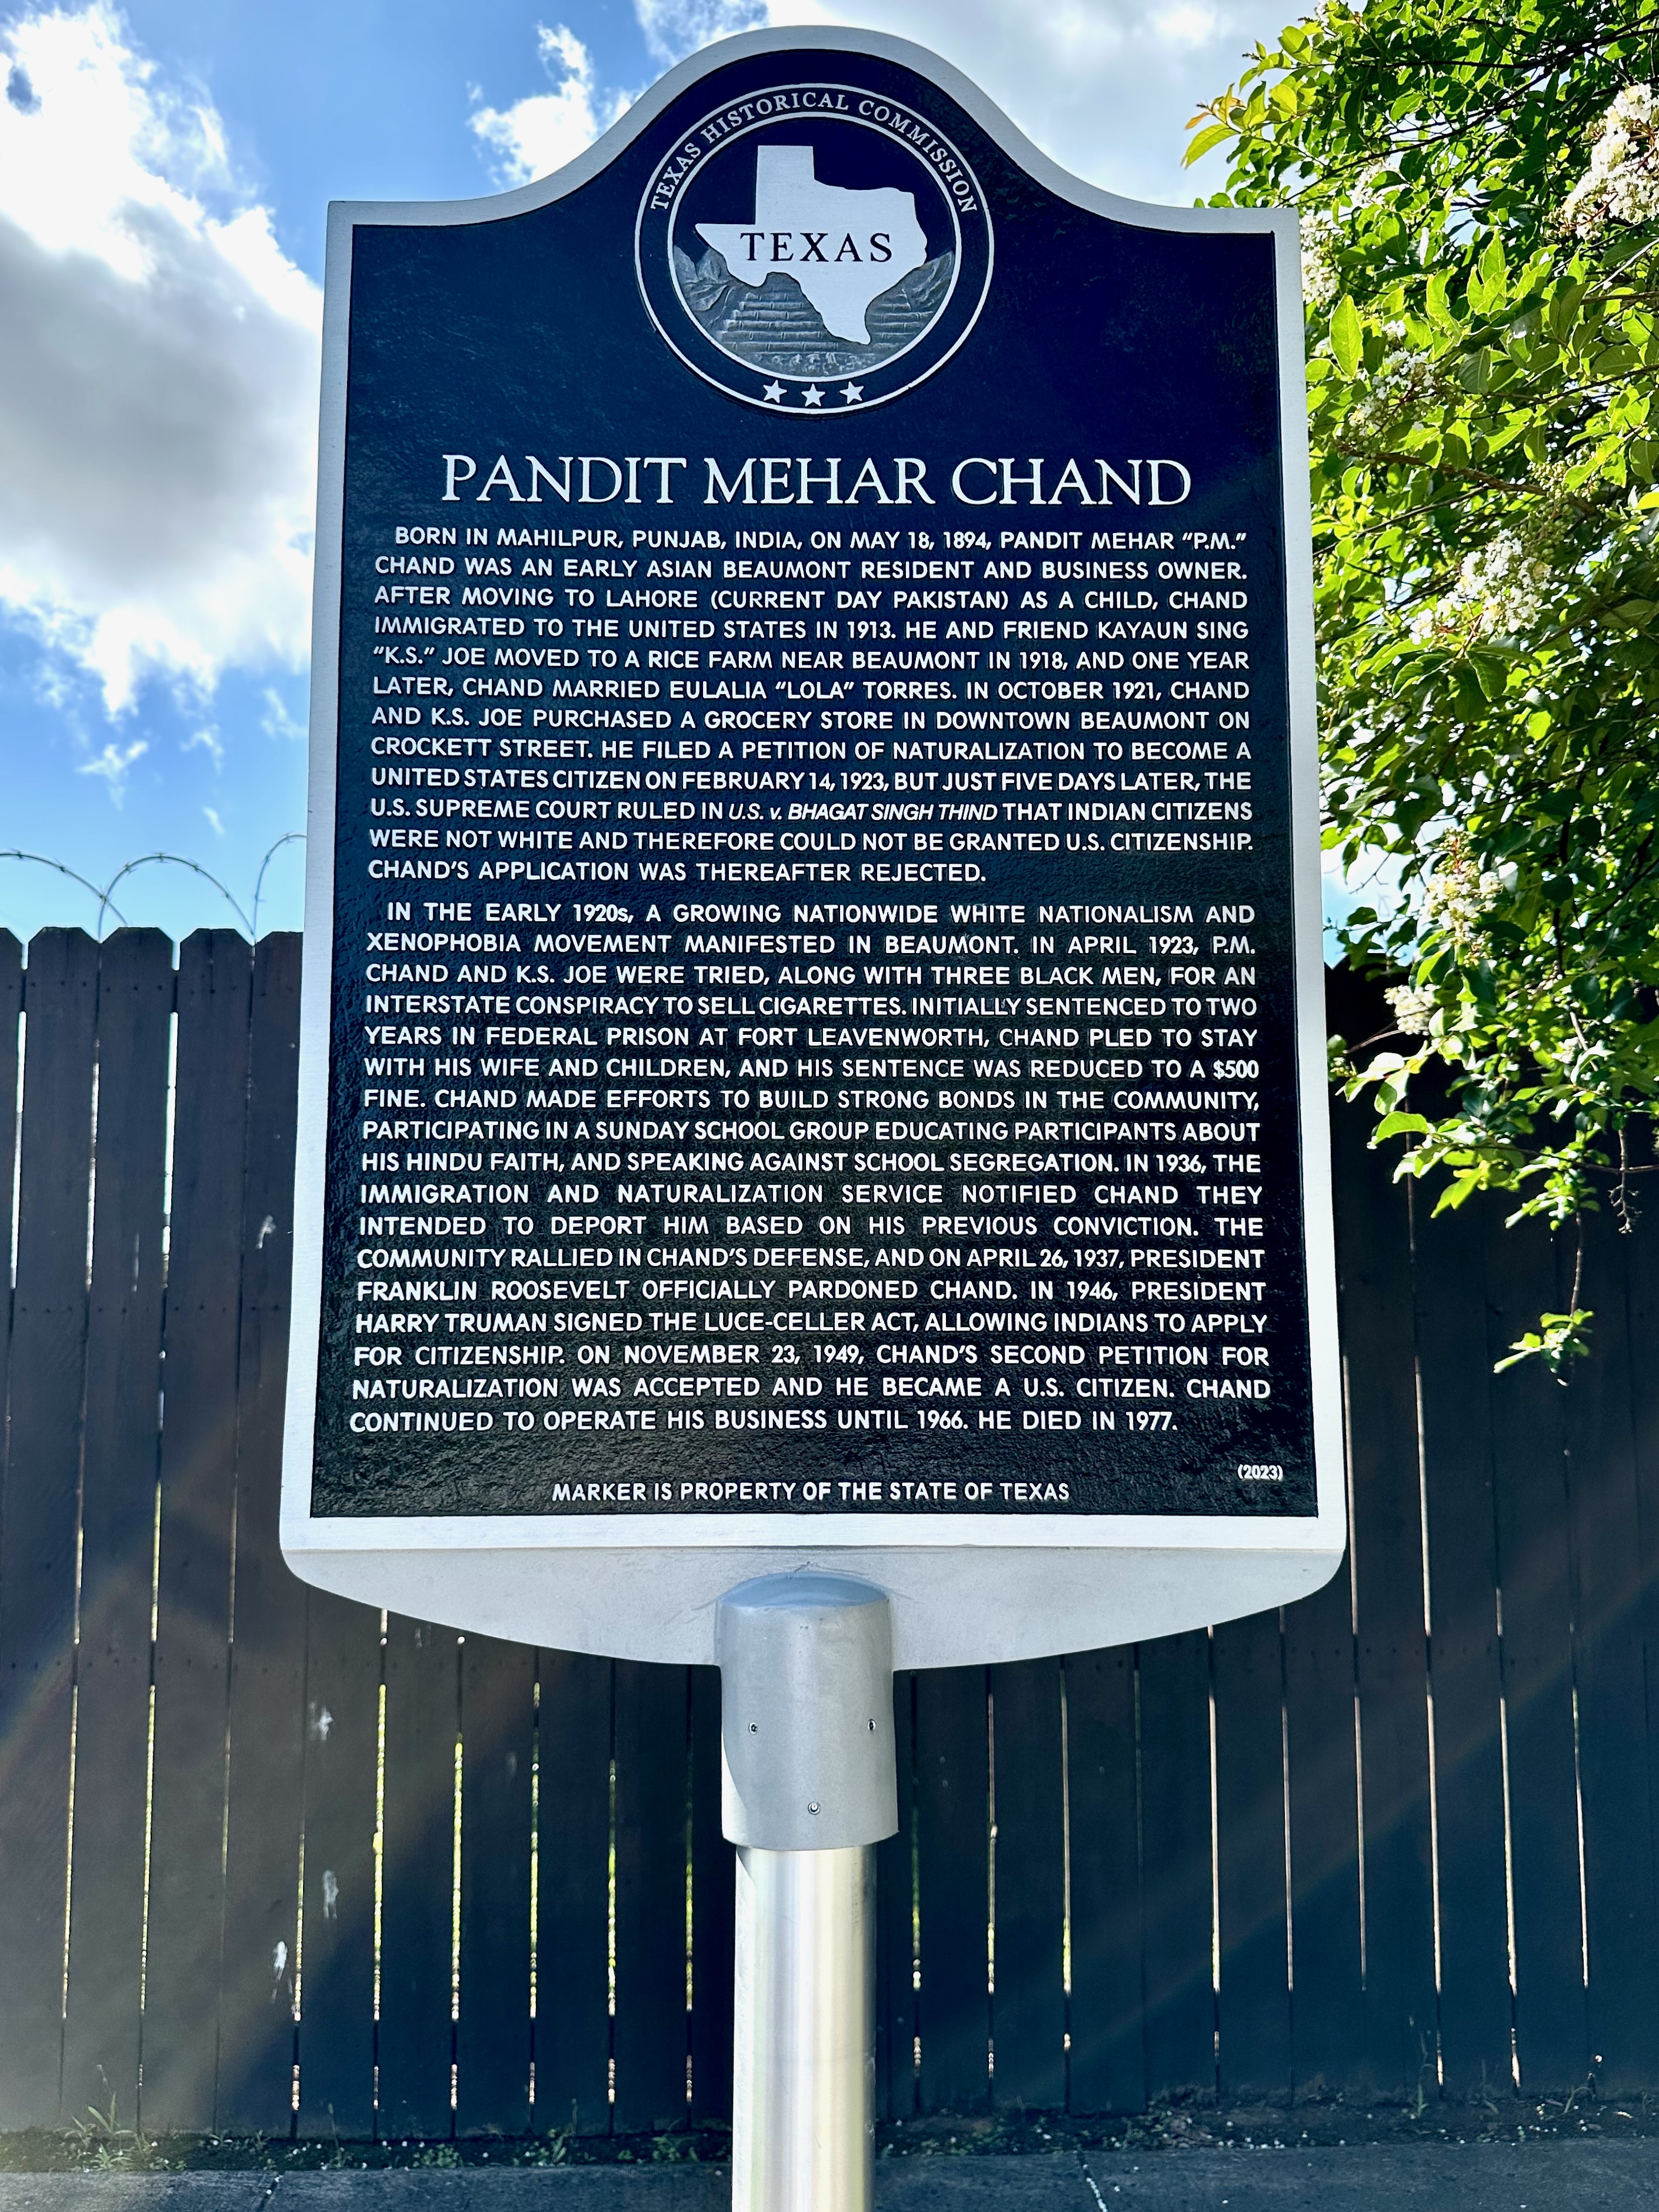 TEXAS HISTORICAL COMMISSION
TEXAS
PANDIT MEHAR CHAND
BORN IN MAHILPUR, PUNJAB, INDIA, ON MAY 18, 1894, PANDIT MEHAR "P.M."
CHAND WAS AN EARLY ASIAN BEAUMONT RESIDENT AND BUSINESS OWNER.
AFTER MOVING TO LAHORE (CURRENT DAY PAKISTAN) AS A CHILD, CHAND
IMMIGRATED TO THE UNITED STATES IN 1913. HE AND FRIEND KAYAUN SING
"K.S." JOE MOVED TO A RICE FARM NEAR BEAUMONT IN 1918, AND ONE YEAR
LATER, CHAND MARRIED EULALIA "LOLA" TORRES. IN OCTOBER 1921, CHAND
AND K.S. JOE PURCHASED A GROCERY STORE IN DOWNTOWN BEAUMONT ON
CROCKETT STREET. HE FILED A PETITION OF NATURALIZATION TO BECOME A
UNITED STATES CITIZEN ON FEBRUARY 14, 1923, BUT JUST FIVE DAYS LATER, THE
U.S. SUPREME COURT RULED IN U.S. v. BHAGAT SINGH THIND THAT INDIAN CITIZENS
WERE NOT WHITE AND THEREFORE COULD NOT BE GRANTED U.S. CITIZENSHIP.
CHAND'S APPLICATION WAS THEREAFTER REJECTED.
IN THE EARLY 1920s, A GROWING NATIONWIDE WHITE NATIONALISM AND
XENOPHOBIA MOVEMENT MANIFESTED IN BEAUMONT. IN APRIL 1923, P.M.
CHAND AND K.S. JOE WERE TRIED, ALONG WITH THREE BLACK MEN, FOR AN
INTERSTATE CONSPIRACY TO SELL CIGARETTES. INITIALLY SENTENCED TO TWO
YEARS IN FEDERAL PRISON AT FORT LEAVENWORTH, CHAND PLED TO STAY
WITH HIS WIFE AND CHILDREN, AND HIS SENTENCE WAS REDUCED TO A $500
FINE. CHAND MADE EFFORTS TO BUILD STRONG BONDS IN THE COMMUNITY,
PARTICIPATING IN A SUNDAY SCHOOL GROUP EDUCATING PARTICIPANTS ABOUT
HIS HINDU FAITH, AND SPEAKING AGAINST SCHOOL SEGREGATION. IN 1936, THE
IMMIGRATION AND NATURALIZATION SERVICE NOTIFIED CHAND THEY
INTENDED TO DEPORT HIM BASED ON HIS PREVIOUS CONVICTION. THE
COMMUNITY RALLIED IN CHAND'S DEFENSE, AND ON APRIL 26, 1937, PRESIDENT
FRANKLIN ROOSEVELT OFFICIALLY PARDONED CHAND. IN 1946, PRESIDENT
HARRY TRUMAN SIGNED THE LUCE-CELLER ACT, ALLOWING INDIANS TO APPLY
FOR CITIZENSHIP. ON NOVEMBER 23, 1949, CHAND'S SECOND PETITION FOR
NATURALIZATION WAS ACCEPTED AND HE BECAME A U.S. CITIZEN. CHAND
CONTINUED TO OPERATE HIS BUSINESS UNTIL 1966. HE DIED IN 1977.
(2023)
MARKER IS PROPERTY OF THE STATE OF TEXAS